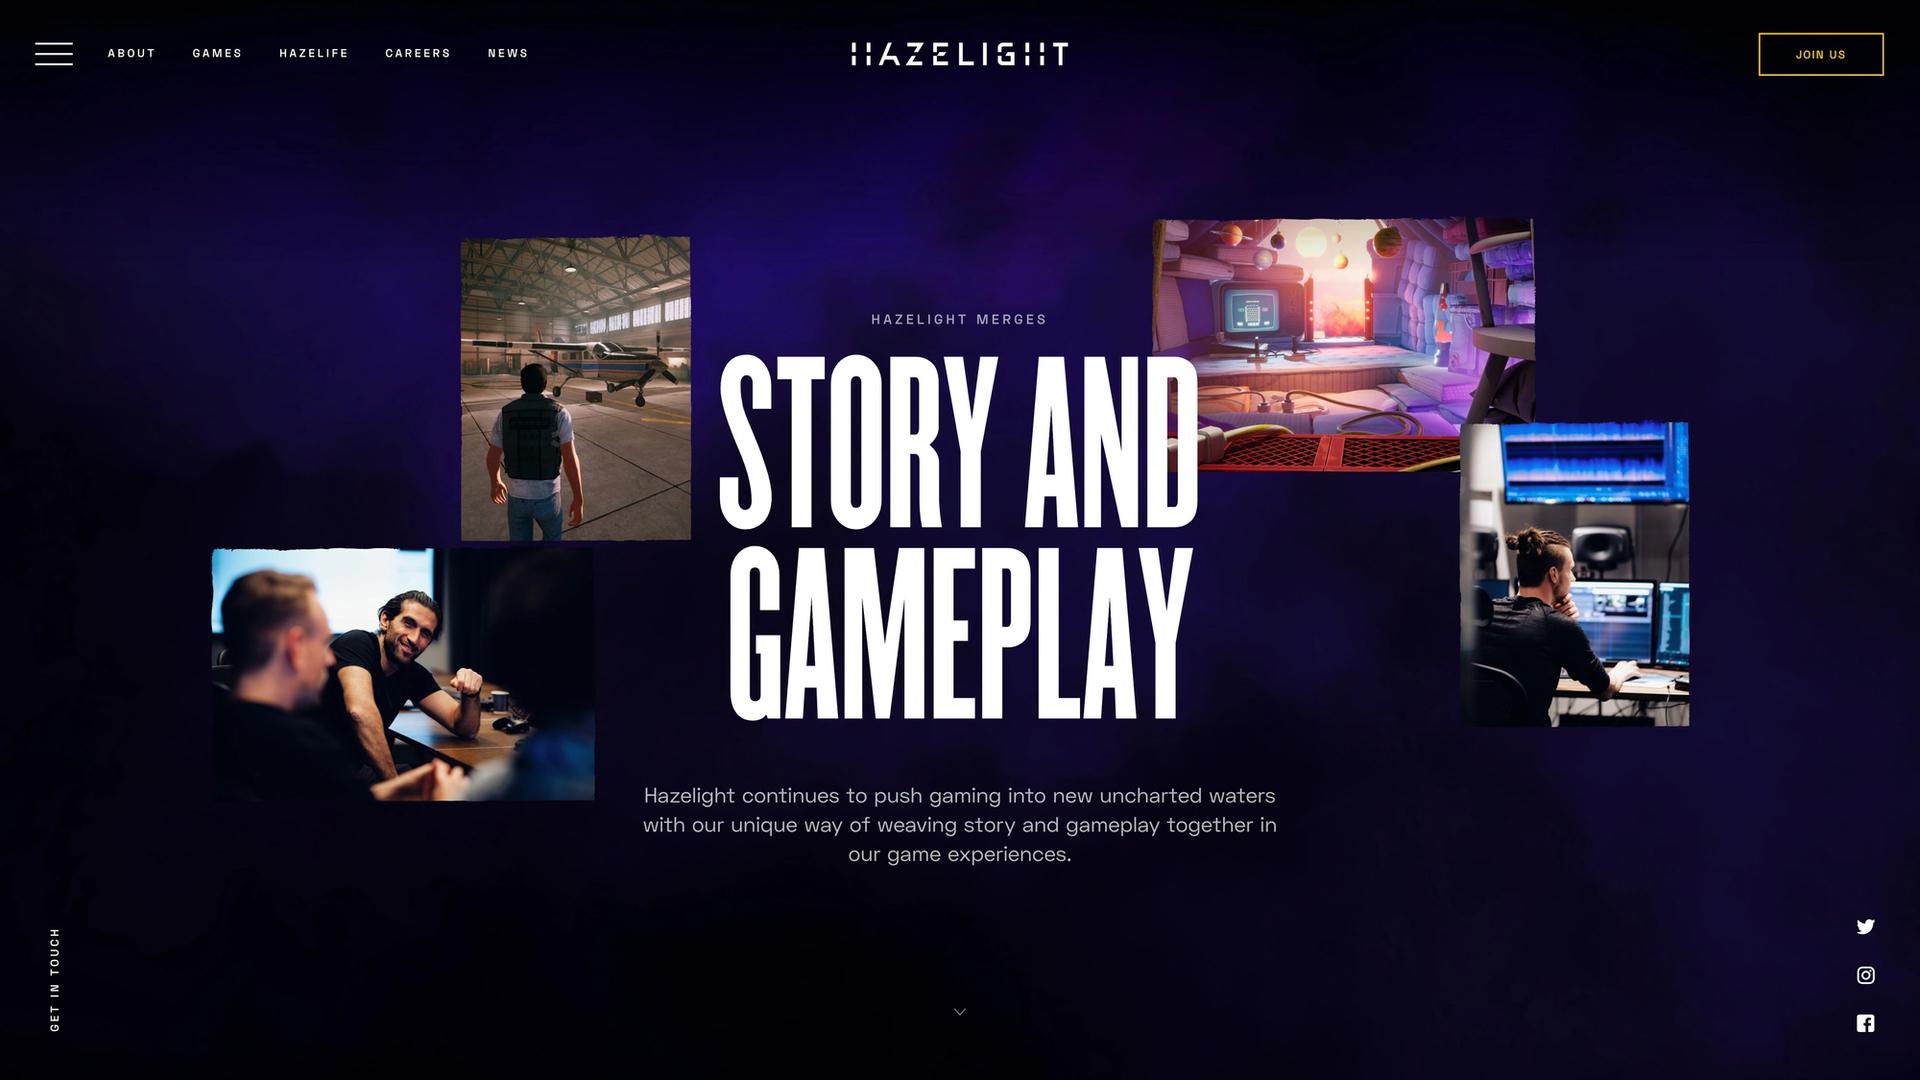 ABOUT
GAMES
HAZELIFE
CAREERS
NEWS
HAZELIGHT
JOIN US
HAZELIGHT MERGES
STORY AND
GAMEPLAY
Hazelight continues to push gaming into new uncharted waters
with our unique way of weaving story and gameplay together in
our game experiences.
GET IN TOUCH